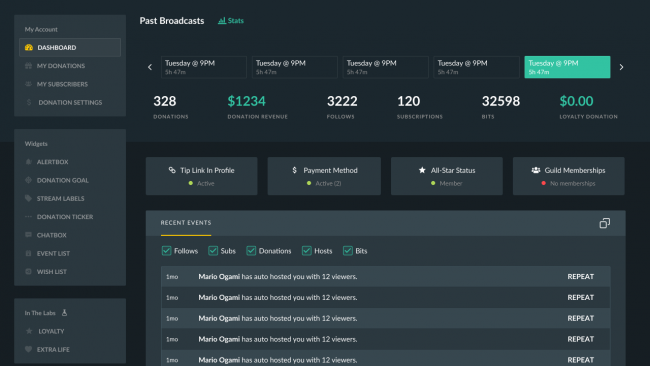 My Account
DASHBOARD
MY DONATIONS
MY SUBSCRIBERS
DONATION SETTINGS
Widgets
ALERTBOX
DONATION GOAL
STREAM LABELS
DONATION TICKER
CHATBOX
EVENT LIST
WISH LIST
In The Labs
LOYALTY
EXTRA LIFE
Past Broadcasts Stats
Tuesday @ 9PM Tuesday @ 9PM Tuesday @ 9PM Tuesday @ 9PM Tuesday @ 9PM
5h 47m 5h 47m 5h 47m 5h 47m 5h 47m
328 $1234 3222 120 32598 $0.00
DONATIONS DONATION REVENUE FOLLOWS SUBSCRIPTIONS BITS LOYALTY DONATION
Tip Link In Profile $ Payment Method All-Star Status Guild Memberships
Active Active (2) Member No memberships
RECENT EVENTS
Follows Subs Donations Hosts Bits
1mo Mario Ogami has auto hosted you with 12 viewers. REPEAT
1mo Mario Ogami has auto hosted you with 12 viewers. REPEAT
1mo Mario Ogami has auto hosted you with 12 viewers. REPEAT
1mo Mario Ogami has auto hosted you with 12 viewers. REPEAT
1mo Mario Ogami has auto hosted you with 12 viewers. REPEAT